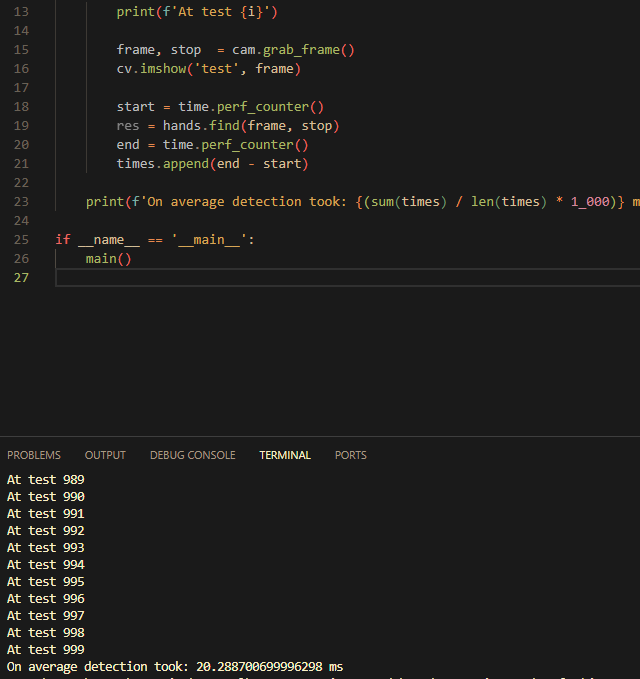 13 print(f'At test {i}')
14
15 frame, stop  = cam.grab_frame()
16 cv.imshow('test', frame)
17
18 start = time.perf_counter()
19 res = hands.find(frame, stop)
20 end = time.perf_counter()
21 times.append(end - start)
22
23 print(f'On average detection took: {(sum(times) / len(times) * 1_000)} m
24
25 if __name__ == '__main__':
26 main()
27
PROBLEMS OUTPUT DEBUG CONSOLE TERMINAL PORTS
At test 989
At test 990
At test 991
At test 992
At test 993
At test 994
At test 995
At test 996
At test 997
At test 998
At test 999
On average detection took: 20.288700699996298 ms